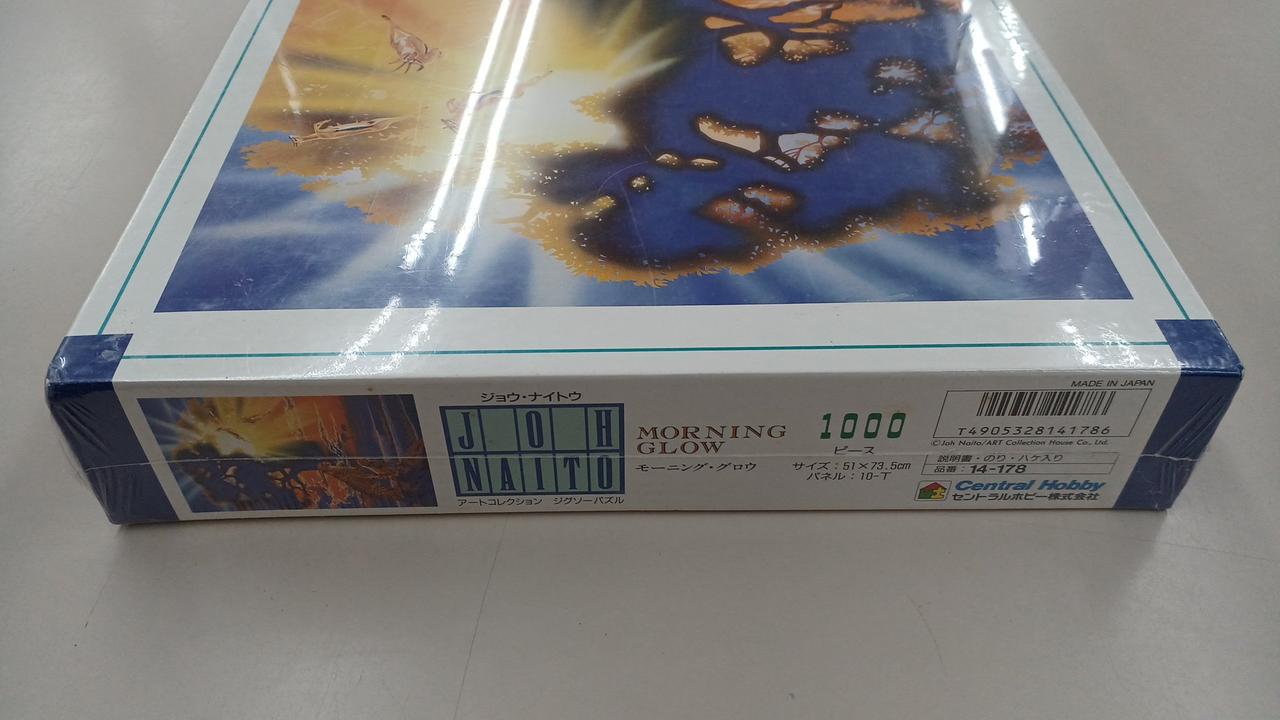 ジョウ・ナイトウ
JOH
NAITO
アートコレクション ジグソーパズル
MORNING
GLOW
モーニング・グロウ
1000
ピース
サイズ：51×73.5cm
パネル：10-T
MADE IN JAPAN
T4905328141786
©Joh Naito/ART Collection House Co., Ltd.
説明書・のり・ハケ入り
品番：14-178
Central Hobby
セントラルホビー株式会社